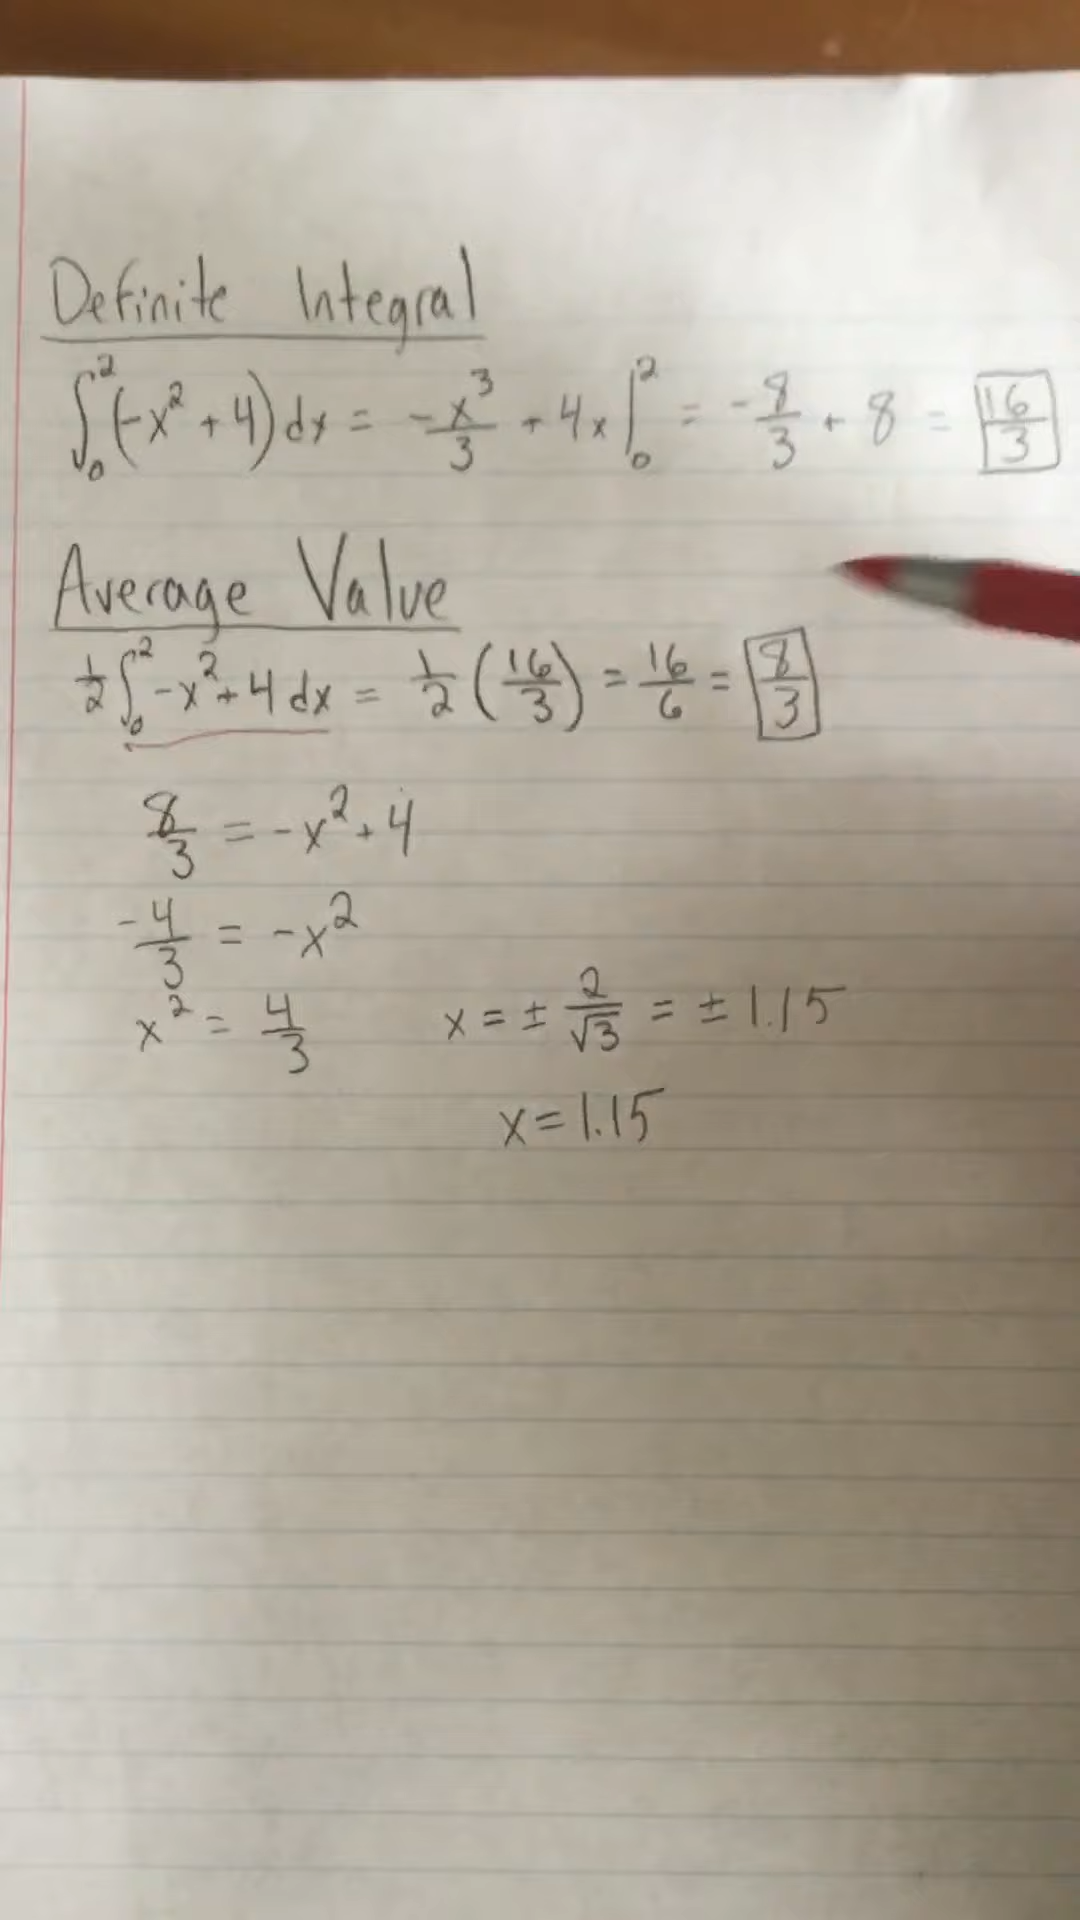 Definite Integral
∫₀² (-x² + 4) dx = -x³/3 + 4x |₀² = -8/3 + 8 = 16/3
Average Value
1/2 ∫₀² -x² + 4 dx = 1/2 (16/3) = 16/6 = 8/3
8/3 = -x² + 4
-4/3 = -x²
x² = 4/3 x = ± 2/√3 = ± 1.15
x = 1.15